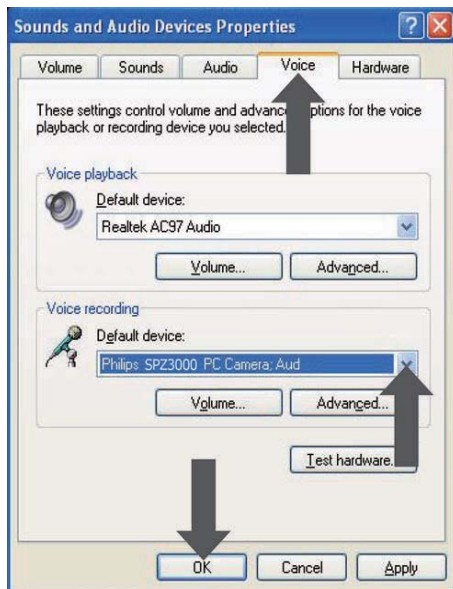 Sounds and Audio Devices Properties
Volume Sounds Audio Voice Hardware
These settings control volume and advanc ptions for the voice
playback or recording device you selected.
Voice playback
Default device:
Realtek AC97 Audio
Volume... Advanced...
Voice recording
Default device:
Philips SPZ3000 PC Camera; Aud
Volume... Advanced...
Test hardware..
OK Cancel Apply